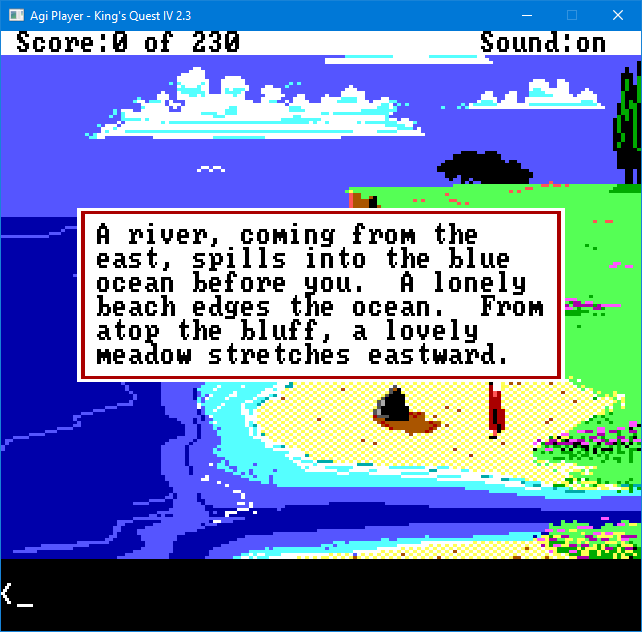 Agi Player - King's Quest IV 2.3
Score:0 of 230 Sound:on
A river, coming from the
east, spills into the blue
ocean before you. A lonely
beach edges the ocean. From
atop the bluff, a lovely
meadow stretches eastward.
<_